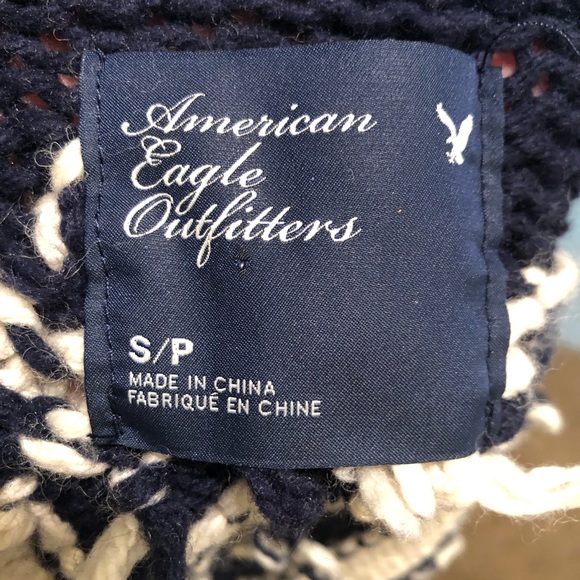 American
Eagle
Outfitters
S/P
MADE IN CHINA
FABRIQUÉ EN CHINE